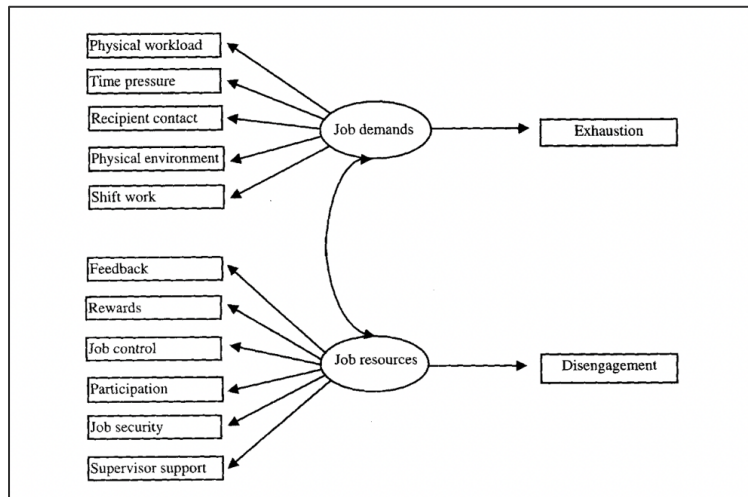 Physical workload
Time pressure
Recipient contact
Physical environment
Shift work
Job demands
Exhaustion
Feedback
Rewards
Job control
Participation
Job security
Supervisor support
Job resources
Disengagement